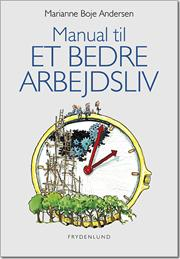 Marianne Boje Andersen
Manual til
ET BEDRE
ARBEJDSLIV
FRYDENLUND